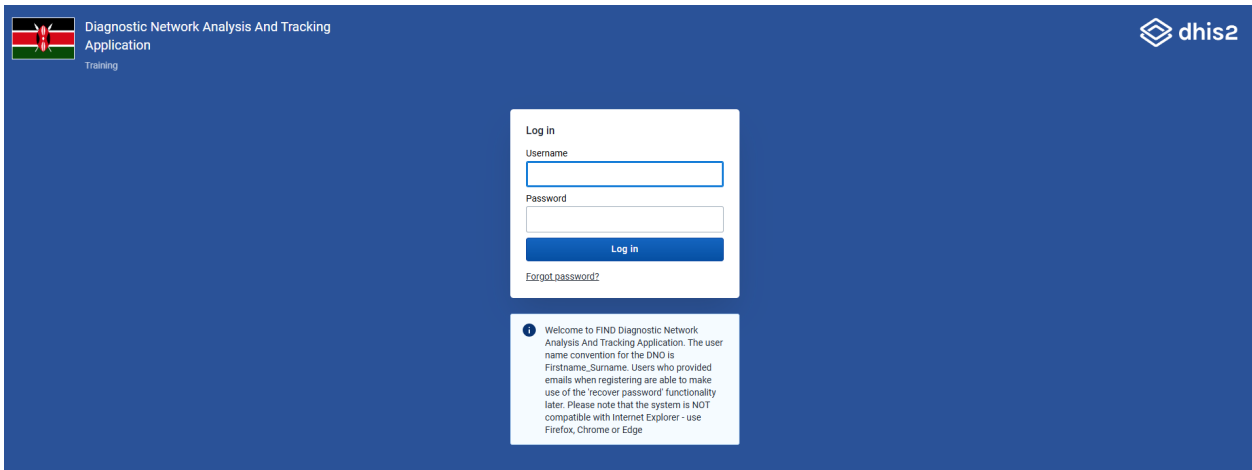 Diagnostic Network Analysis And Tracking
Application
Training
dhis2
Log in
Username
Password
Log in
Forgot password?
Welcome to FIND Diagnostic Network
Analysis And Tracking Application. The user
name convention for the DNO is
Firstname_Surname. Users who provided
emails when registering are able to make
use of the 'recover password' functionality
later. Please note that the system is NOT
compatible with Internet Explorer - use
Firefox, Chrome or Edge